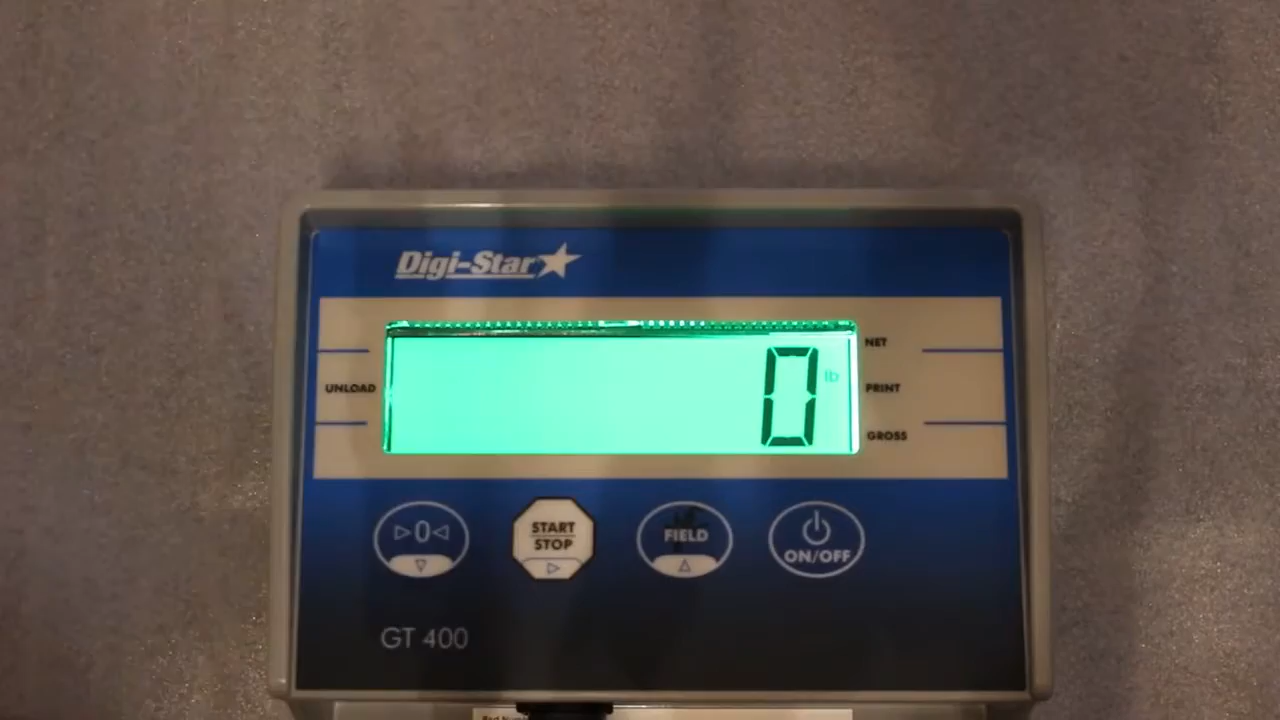 Digi-Star
NET
0 lb
UNLOAD
PRINT
GROSS
▷0◁
START
STOP
FIELD
ON/OFF
GT 400